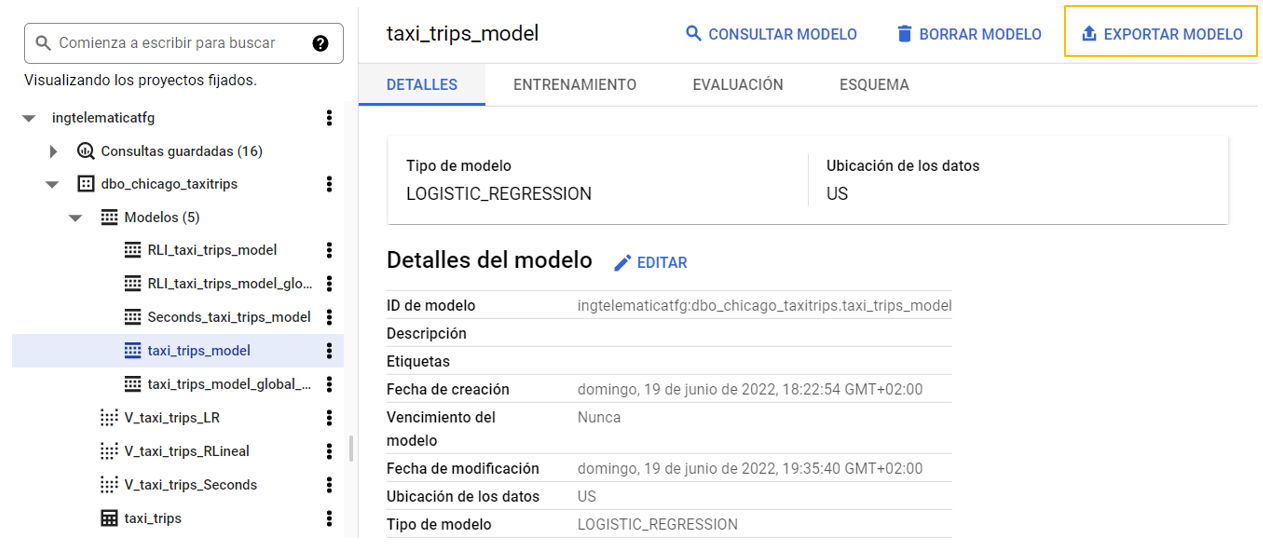 Comienza a escribir para buscar
Visualizando los proyectos fijados.
ingtelematicatfg
Consultas guardadas (16)
dbo_chicago_taxitrips
Modelos (5)
RLI_taxi_trips_model
RLI_taxi_trips_model_glo...
Seconds_taxi_trips_model
taxi_trips_model
taxi_trips_model_global_...
V_taxi_trips_LR
V_taxi_trips_RLineal
V_taxi_trips_Seconds
taxi_trips
taxi_trips_model
CONSULTAR MODELO
BORRAR MODELO
EXPORTAR MODELO
DETALLES ENTRENAMIENTO EVALUACIÓN ESQUEMA
Tipo de modelo
LOGISTIC_REGRESSION
Ubicación de los datos
US
Detalles del modelo EDITAR
ID de modelo ingtelematicatfg:dbo_chicago_taxitrips.taxi_trips_model
Descripción
Etiquetas
Fecha de creación domingo, 19 de junio de 2022, 18:22:54 GMT+02:00
Vencimiento del Nunca
modelo
Fecha de modificación domingo, 19 de junio de 2022, 19:35:40 GMT+02:00
Ubicación de los datos US
Tipo de modelo LOGISTIC_REGRESSION